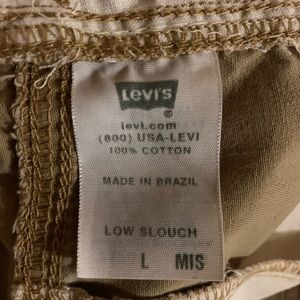 LEVI'S
®
levi.com
(800) USA-LEVI
100% COTTON
MADE IN BRAZIL
LOW SLOUCH
L MIS